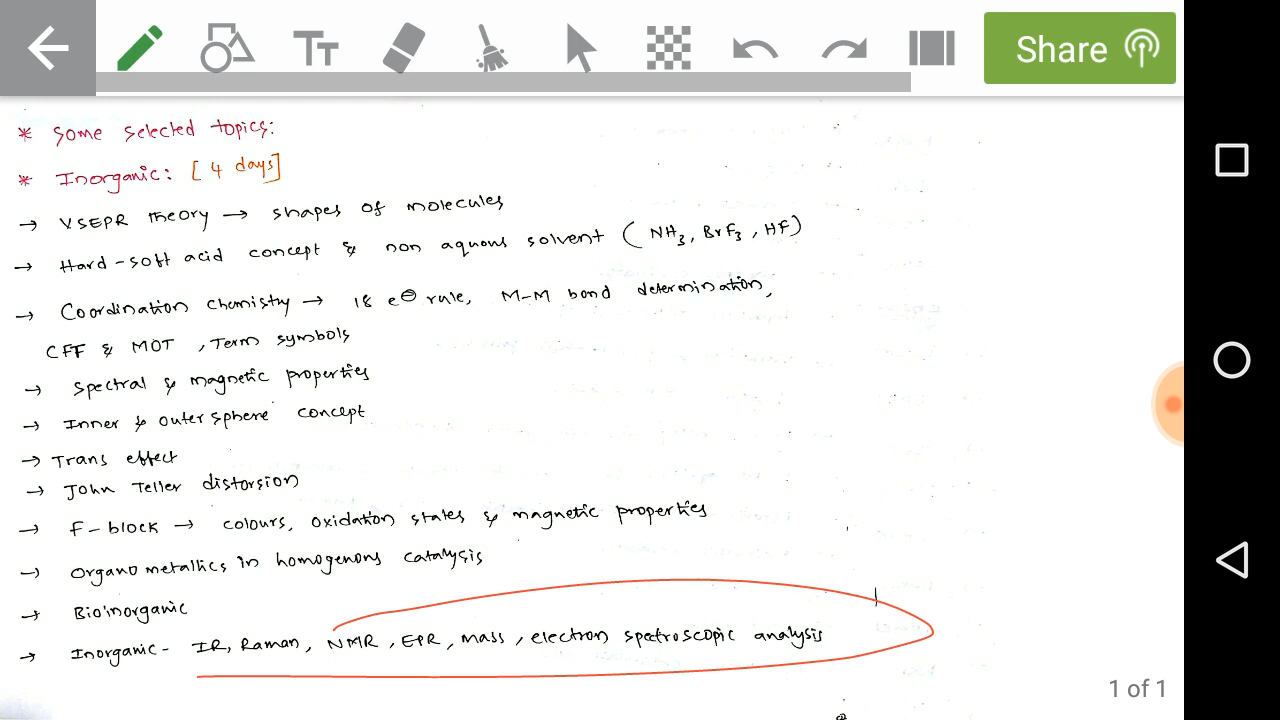 Share
* Some selected topics:
* Inorganic: [ 4 days]
→ VSEPR theory → shapes of molecules
→ Hard-soft acid concept & non aquous solvent ( NH3, BrF3, HF)
→ Coordination chemistry → 18 e⊖ rule, M-M bond determination,
CFT & MOT , Term symbols
→ Spectral & magnetic properties
→ Inner & outer sphere concept
→ Trans effect
→ John Teller distorsion
→ F-block → colours, oxidation states & magnetic properties
→ Organo metallics in homogenous catalysis
→ Bioinorganic
→ Inorganic - IR, Raman, NMR, EPR, mass, electron spectroscopic analysis
1 of 1